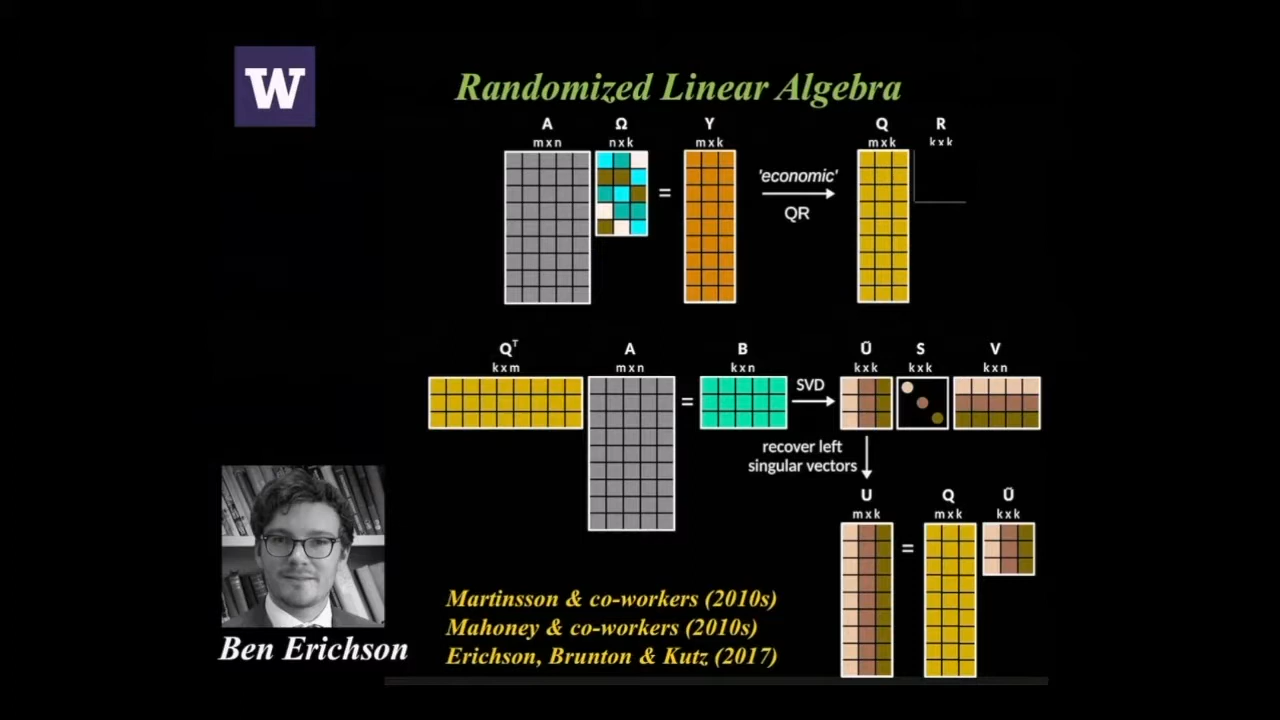 W
Randomized Linear Algebra
A Ω Y Q R
m x n n x k m x k m x k k x k
=
'economic'
QR
Qᵀ A B Ũ S V
k x m m x n k x n k x k k x k k x n
= SVD
recover left
singular vectors
U Q Ũ
m x k m x k k x k
=
Martinsson & co-workers (2010s)
Mahoney & co-workers (2010s)
Erichson, Brunton & Kutz (2017)
Ben Erichson